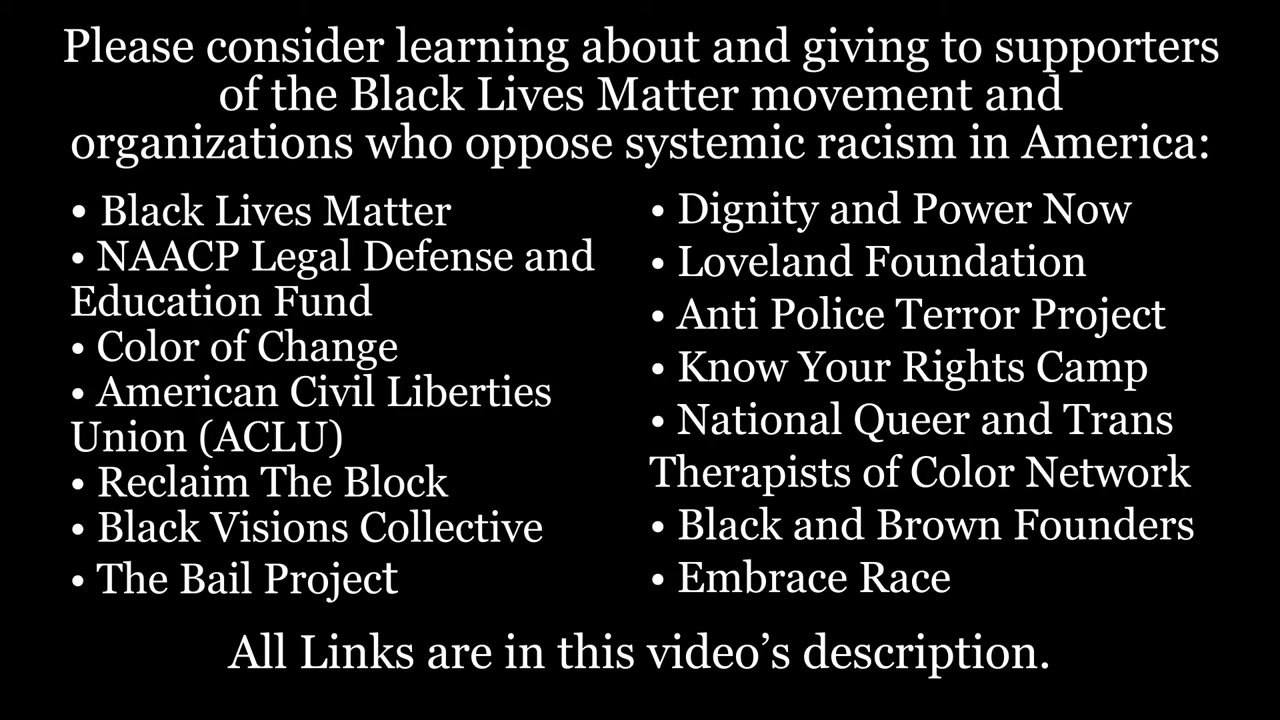 Please consider learning about and giving to supporters
of the Black Lives Matter movement and
organizations who oppose systemic racism in America:
• Black Lives Matter
• NAACP Legal Defense and
Education Fund
• Color of Change
• American Civil Liberties
Union (ACLU)
• Reclaim The Block
• Black Visions Collective
• The Bail Project
• Dignity and Power Now
• Loveland Foundation
• Anti Police Terror Project
• Know Your Rights Camp
• National Queer and Trans
Therapists of Color Network
• Black and Brown Founders
• Embrace Race
All Links are in this video’s description.